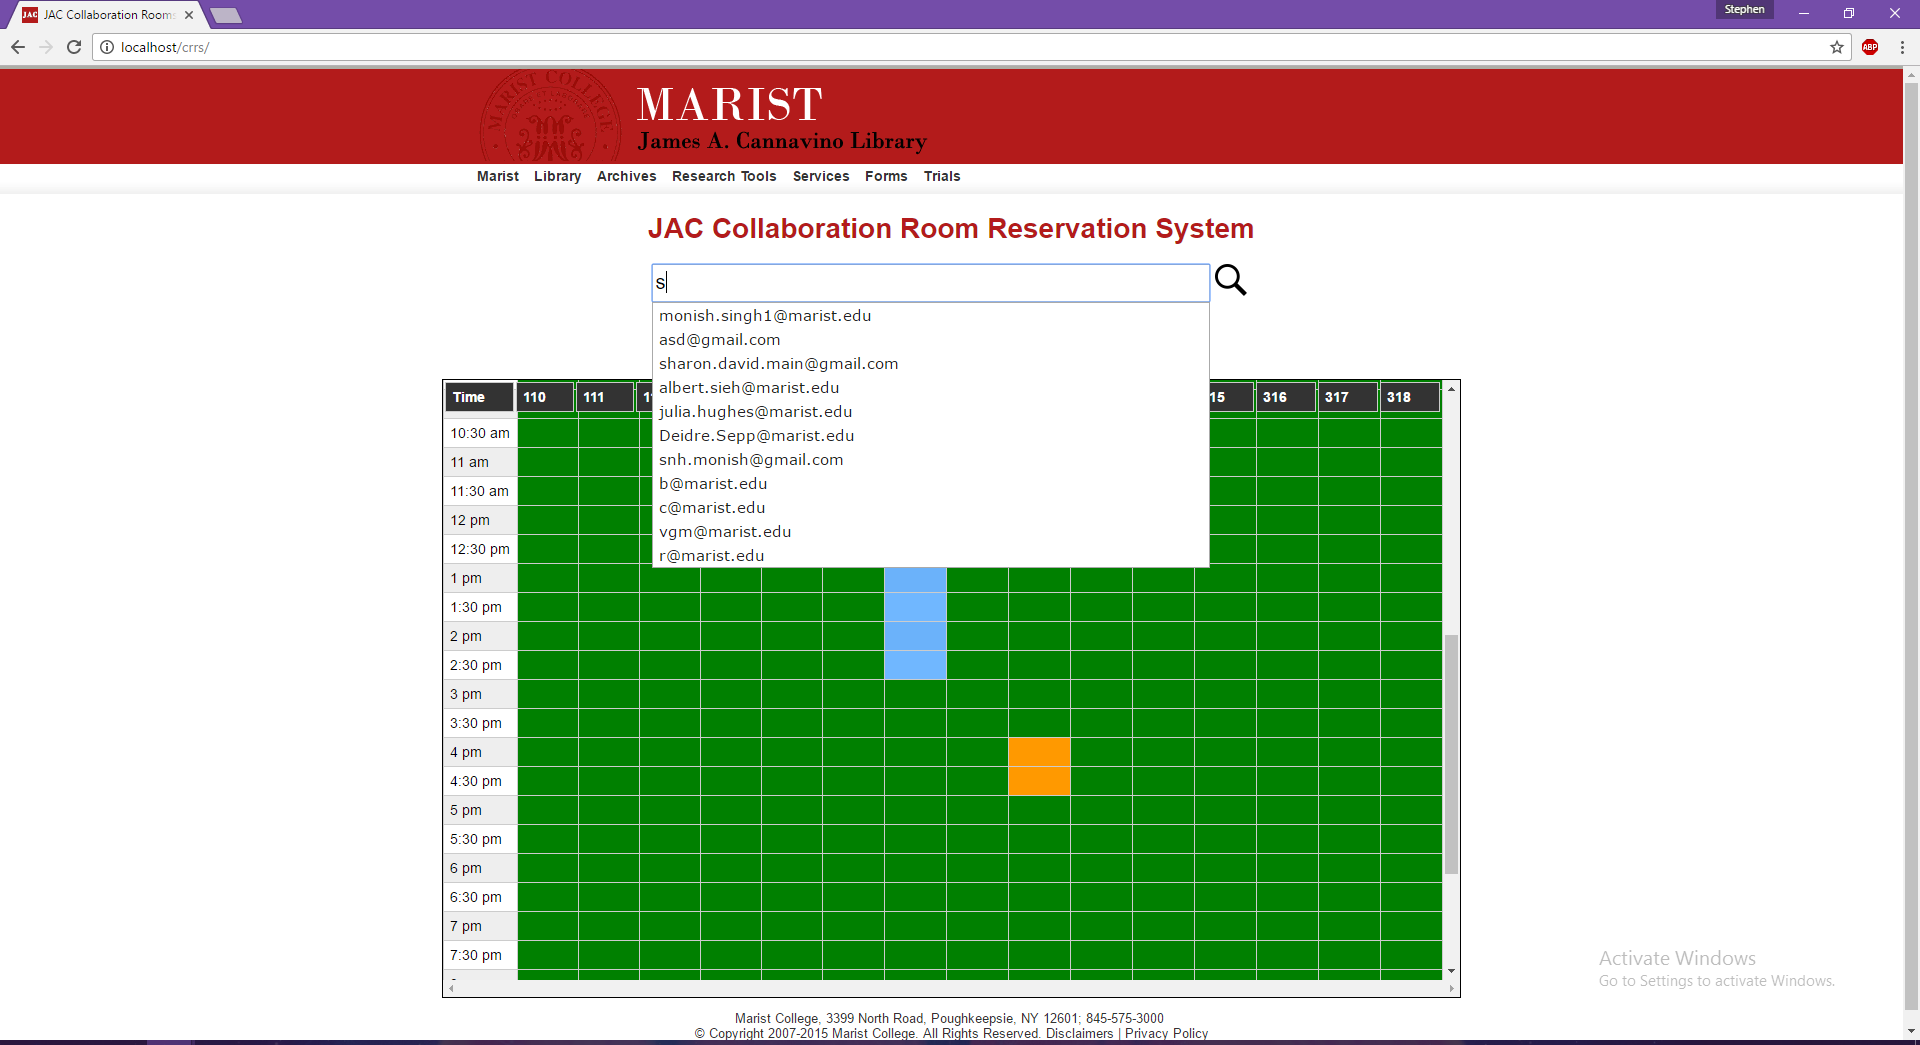 JAC Collaboration Rooms
Stephen
localhost/crrs/
ABP
MARIST COLLEGE
MARIST
James A. Cannavino Library
Marist Library Archives Research Tools Services Forms Trials
JAC Collaboration Room Reservation System
s
monish.singh1@marist.edu
asd@gmail.com
sharon.david.main@gmail.com
albert.sieh@marist.edu
julia.hughes@marist.edu
Deidre.Sepp@marist.edu
snh.monish@gmail.com
b@marist.edu
c@marist.edu
vgm@marist.edu
r@marist.edu
Time 110 111 1 15 316 317 318
10:30 am
11 am
11:30 am
12 pm
12:30 pm
1 pm
1:30 pm
2 pm
2:30 pm
3 pm
3:30 pm
4 pm
4:30 pm
5 pm
5:30 pm
6 pm
6:30 pm
7 pm
7:30 pm
Activate Windows
Go to Settings to activate Windows.
Marist College, 3399 North Road, Poughkeepsie, NY 12601; 845-575-3000
© Copyright 2007-2015 Marist College. All Rights Reserved. Disclaimers | Privacy Policy